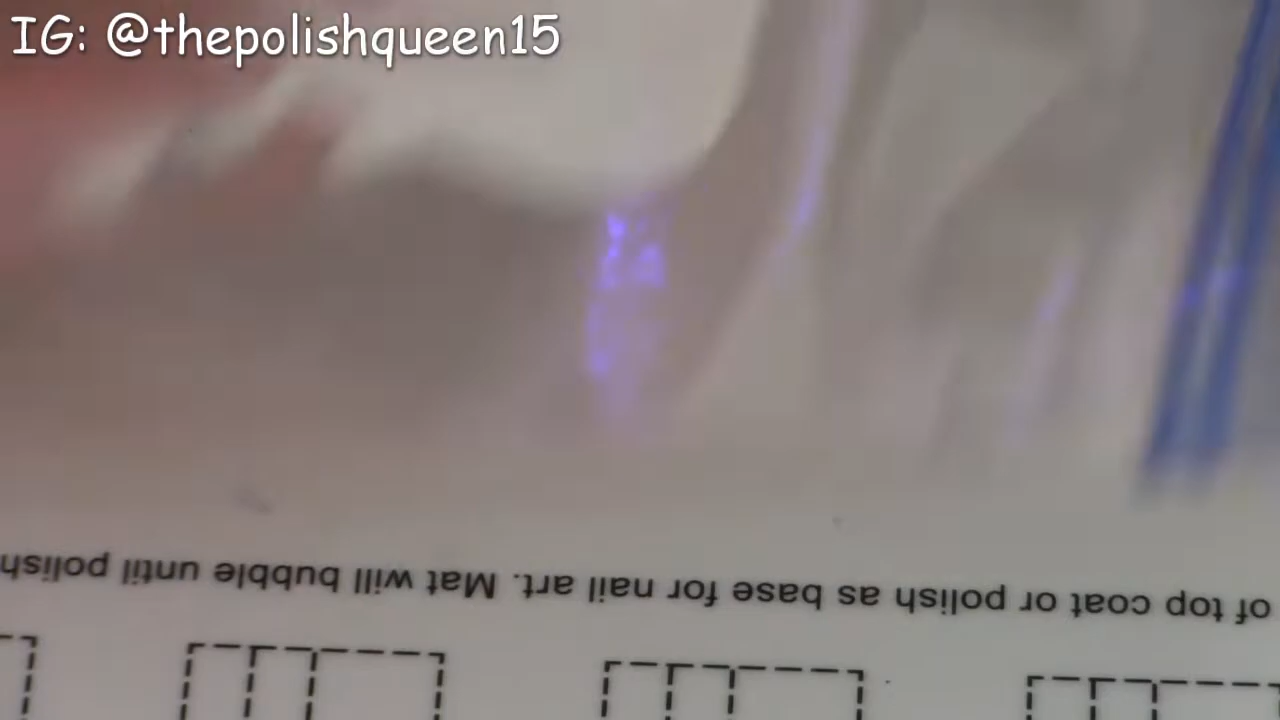 IG: @thepolishqueen15
of top coat or polish as base for nail art. Mat will bubble until polish